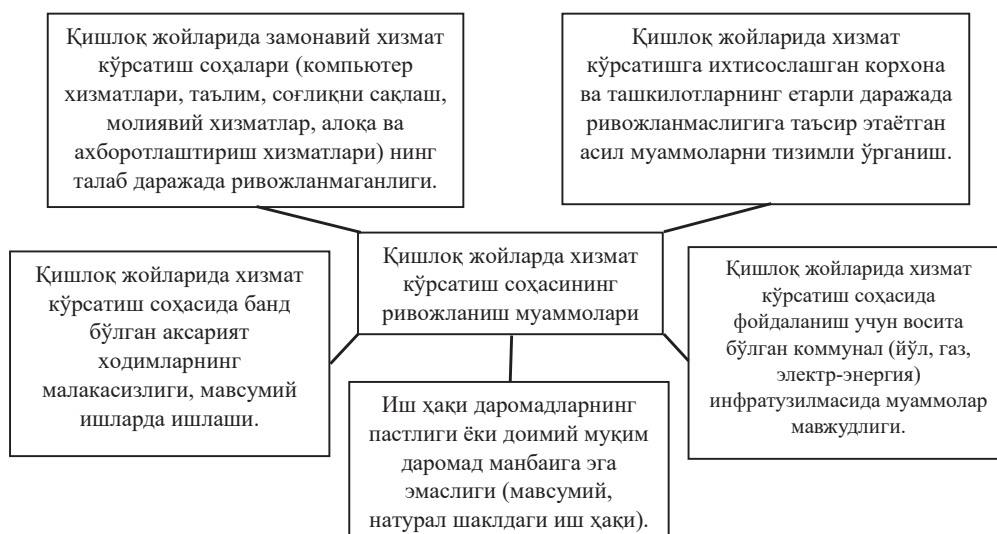 Қишлоқ жойларида замонавий хизмат
кўрсатиш соҳалари (компьютер
хизматлари, таълим, соғлиқни сақлаш,
молиявий хизматлар, алоқа ва
ахборотлаштириш хизматлари) нинг
талаб даражада ривожланмаганлиги.
Қишлоқ жойларида хизмат
кўрсатишга ихтисослашган корхона
ва ташкилотларнинг етарли даражада
ривожланмаслигига таъсир этаётган
асил муаммоларни тизимли ўрганиш.
Қишлоқ жойларда хизмат
кўрсатиш соҳасининг
ривожланиш муаммолари
Қишлоқ жойларида хизмат
кўрсатиш соҳасида банд
бўлган аксарият
ходимларнинг
малакасизлиги, мавсумий
ишларда ишлаши.
Қишлоқ жойларида хизмат
кўрсатиш соҳасида
фойдаланиш учун восита
бўлган коммунал (йўл, газ,
электр-энергия)
инфратузилмасида муаммолар
мавжудлиги.
Иш ҳақи даромадларнинг
пастлиги ёки доимий муқим
даромад манбаига эга
эмаслиги (мавсумий,
натурал шаклдаги иш ҳақи).